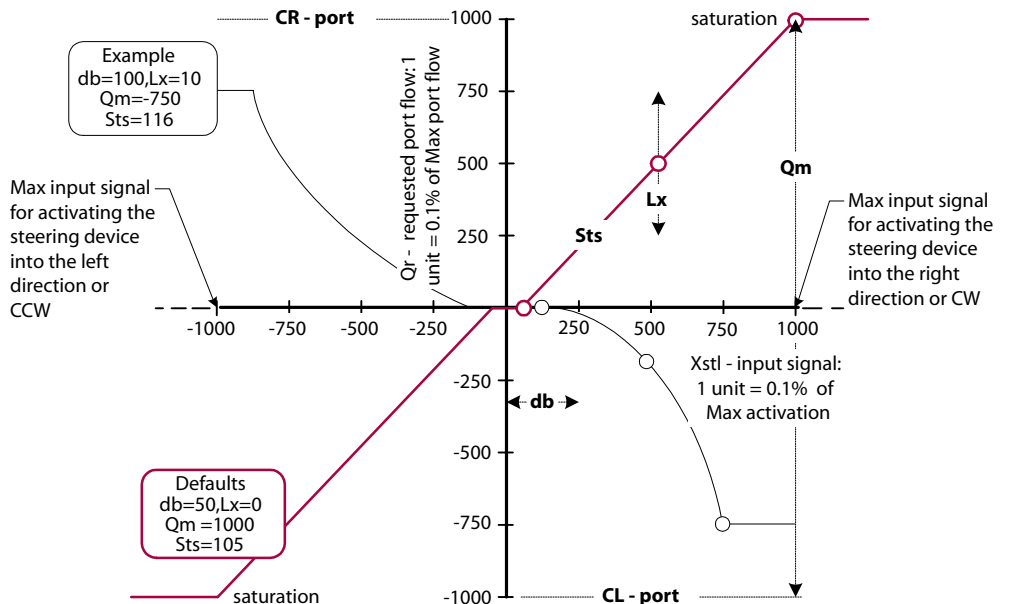 CR - port
1000
saturation
Example
db=100,Lx=10
Qm=-750
Sts=116
750
Qr - requested port flow: 1
unit = 0.1% of Max port flow
500
Qm
Max input signal
for activating the
steering device
into the left
direction or
CCW
Lx
Max input signal
for activating the
steering device
into the right
direction or CW
250
Sts
-1000
-750
-500
-250
250
500
750
1000
Xstl - input signal:
1 unit = 0.1% of
Max activation
-250
db
-500
Defaults
db=50,Lx=0
Qm =1000
Sts=105
-750
saturation
-1000
CL - port